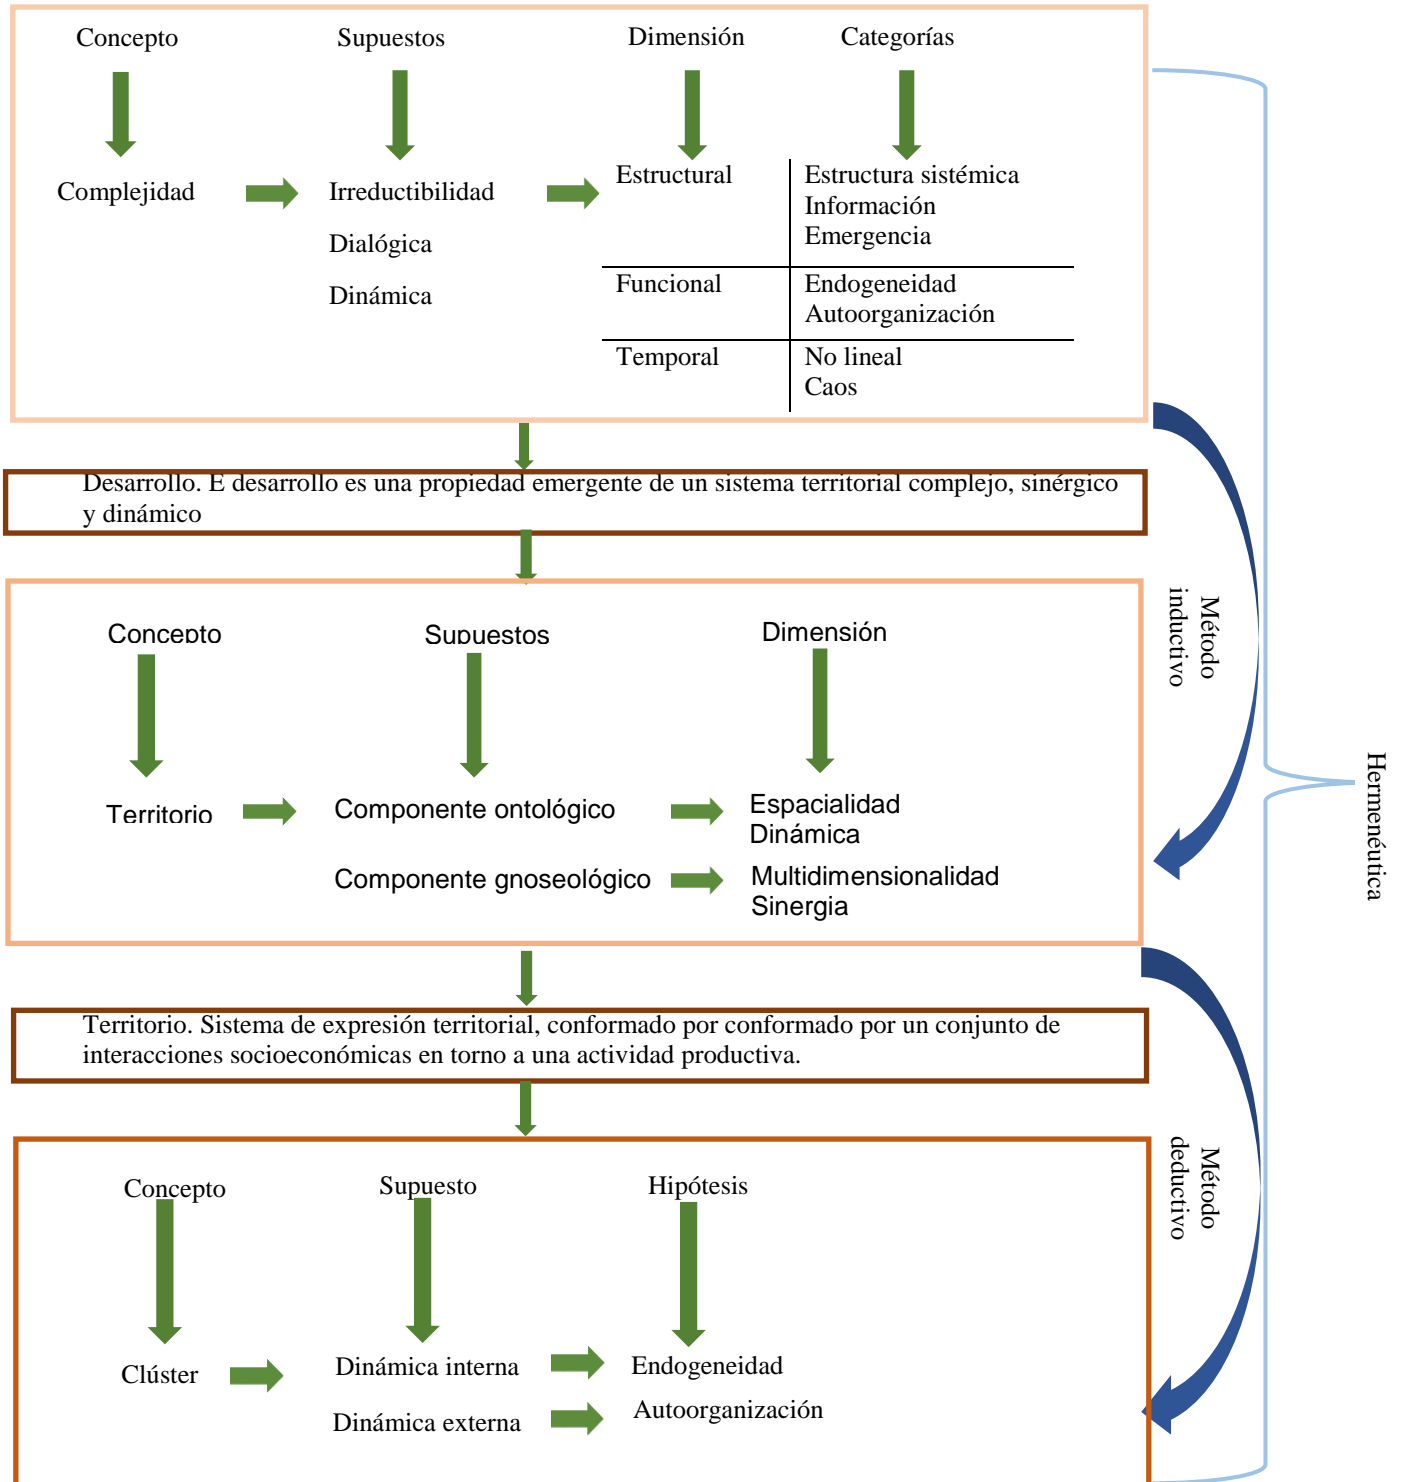 Concepto
Supuestos
Dimensión
Categorías
Complejidad
Irreductibilidad
Dialógica
Dinámica
Estructural
Estructura sistémica
Información
Emergencia
Funcional
Endogeneidad
Autoorganización
Temporal
No lineal
Caos
Desarrollo. E desarrollo es una propiedad emergente de un sistema territorial complejo, sinérgico
y dinámico
Método
inductivo
Concepto
Supuestos
Dimensión
Territorio
Componente ontológico
Espacialidad
Dinámica
Componente gnoseológico
Multidimensionalidad
Sinergia
Hermenéutica
Territorio. Sistema de expresión territorial, conformado por conformado por un conjunto de
interacciones socioeconómicas en torno a una actividad productiva.
Método
deductivo
Concepto
Supuesto
Hipótesis
Clúster
Dinámica interna
Endogeneidad
Dinámica externa
Autoorganización